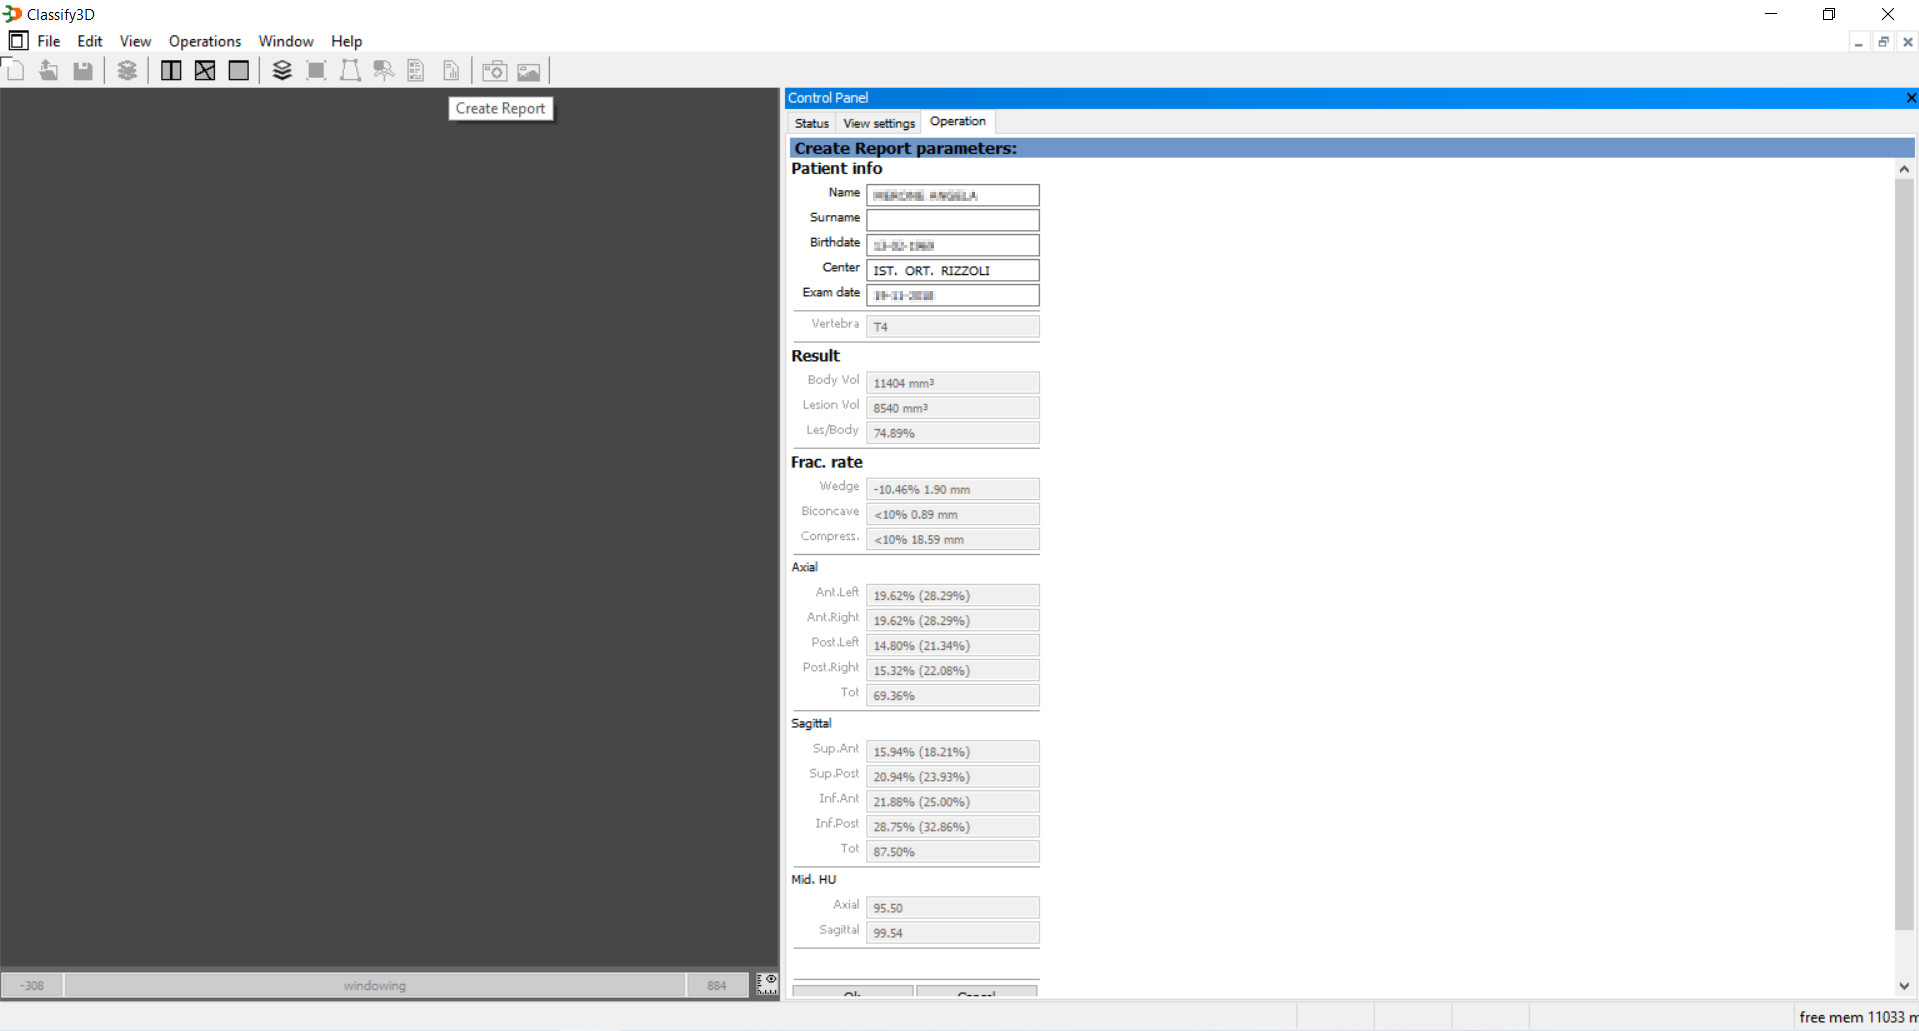 Classify3D
File Edit View Operations Window Help
Create Report
Control Panel
Status View settings Operation
Create Report parameters:
Patient info
Name
Surname
Birthdate
Center IST. ORT. RIZZOLI
Exam date
Vertebra T4
Result
Body Vol 11404 mm³
Lesion Vol 8540 mm³
Les/Body 74.89%
Frac. rate
Wedge -10.46% 1.90 mm
Biconcave <10% 0.89 mm
Compress. <10% 18.59 mm
Axial
Ant.Left 19.62% (28.29%)
Ant.Right 19.62% (28.29%)
Post.Left 14.80% (21.34%)
Post.Right 15.32% (22.08%)
Tot 69.36%
Sagittal
Sup.Ant 15.94% (18.21%)
Sup.Post 20.94% (23.93%)
Inf.Ant 21.88% (25.00%)
Inf.Post 28.75% (32.86%)
Tot 87.50%
Mid. HU
Axial 95.50
Sagittal 99.54
Ok Cancel
-308 windowing 884
free mem 11033 m